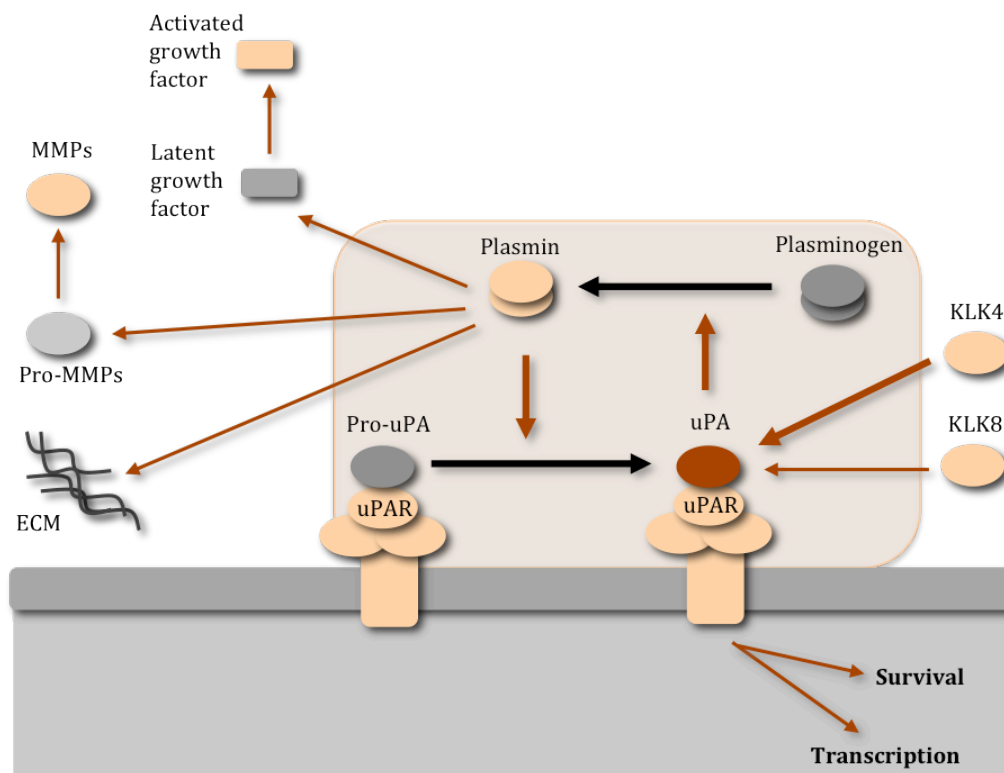 Activated
growth
factor
MMPs
Latent
growth
factor
Plasmin
Plasminogen
KLK4
Pro-MMPs
Pro-uPA
uPA
KLK8
uPAR
uPAR
ECM
Survival
Transcription